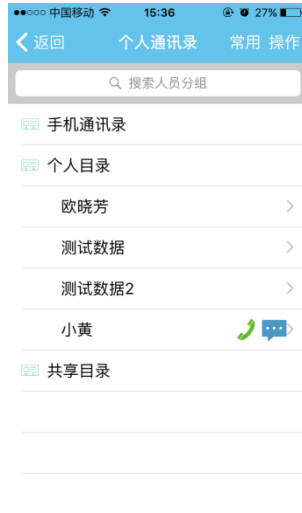 中国移动 15:36 27%
返回 个人通讯录 常用 操作
搜索人员分组
手机通讯录
个人目录
欧晓芳
测试数据
测试数据2
小黄
共享目录